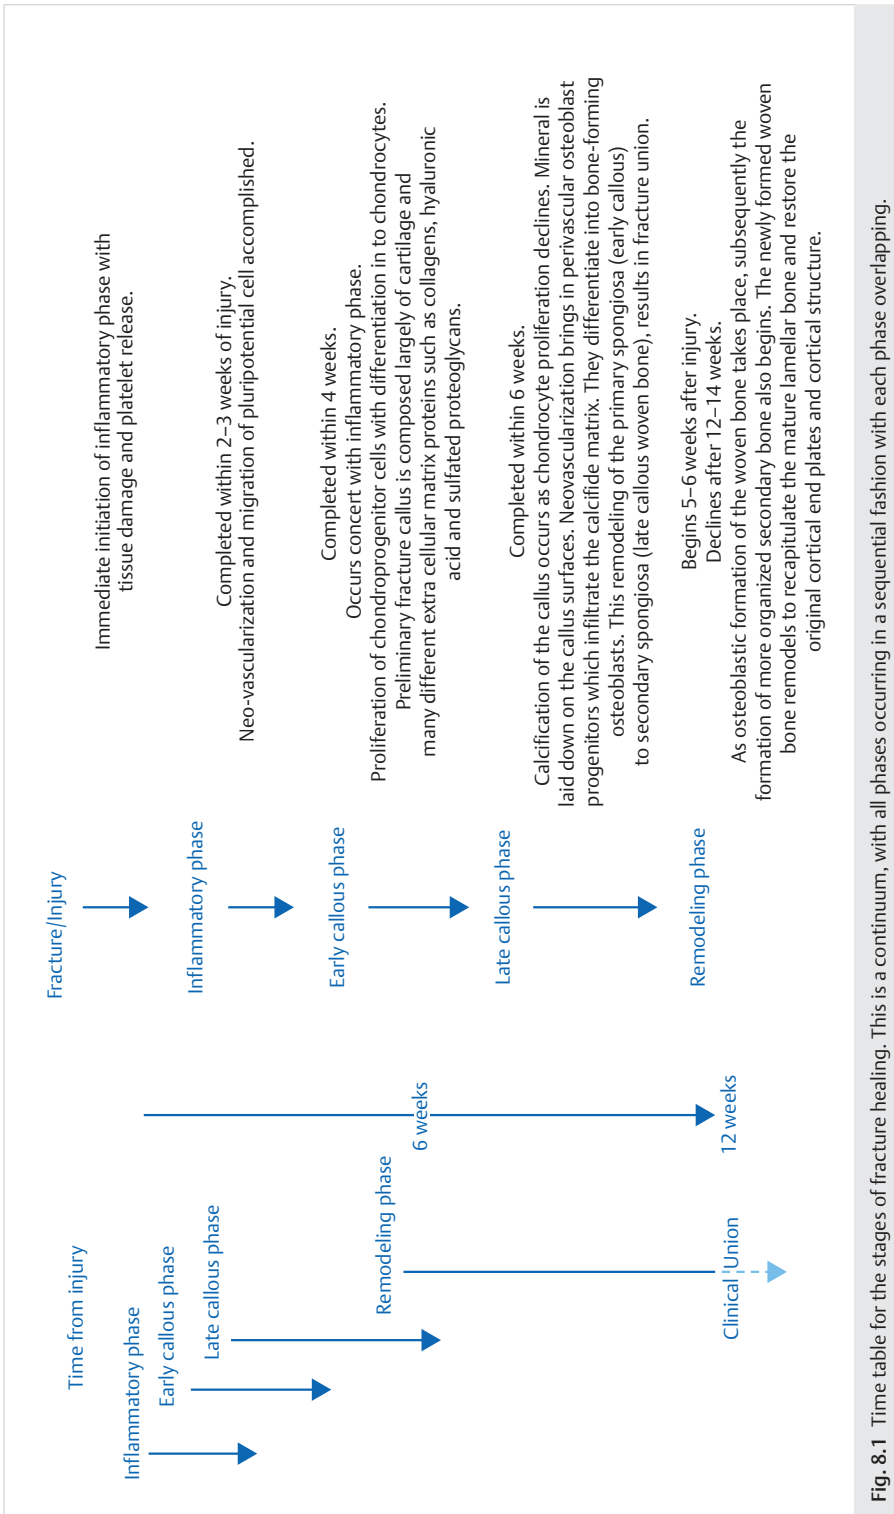 Time from injury
Inflammatory phase
Early callous phase
Late callous phase
Remodeling phase
Clinical Union
6 weeks
12 weeks
Fracture/Injury
Immediate initiation of inflammatory phase with
tissue damage and platelet release.
Inflammatory phase
Completed within 2–3 weeks of injury.
Neo-vascularization and migration of pluripotential cell accomplished.
Early callous phase
Completed within 4 weeks.
Occurs concert with inflammatory phase.
Proliferation of chondroprogenitor cells with differentiation in to chondrocytes.
Preliminary fracture callus is composed largely of cartilage and
many different extra cellular matrix proteins such as collagens, hyaluronic
acid and sulfated proteoglycans.
Late callous phase
Completed within 6 weeks.
Calcification of the callus occurs as chondrocyte proliferation declines. Mineral is
laid down on the callus surfaces. Neovascularization brings in perivascular osteoblast
progenitors which infiltrate the calcifide matrix. They differentiate into bone-forming
osteoblasts. This remodeling of the primary spongiosa (early callous)
to secondary spongiosa (late callous woven bone), results in fracture union.
Remodeling phase
Begins 5–6 weeks after injury.
Declines after 12–14 weeks.
As osteoblastic formation of the woven bone takes place, subsequently the
formation of more organized secondary bone also begins. The newly formed woven
bone remodels to recapitulate the mature lamellar bone and restore the
original cortical end plates and cortical structure.
Fig. 8.1 Time table for the stages of fracture healing. This is a continuum, with all phases occurring in a sequential fashion with each phase overlapping.